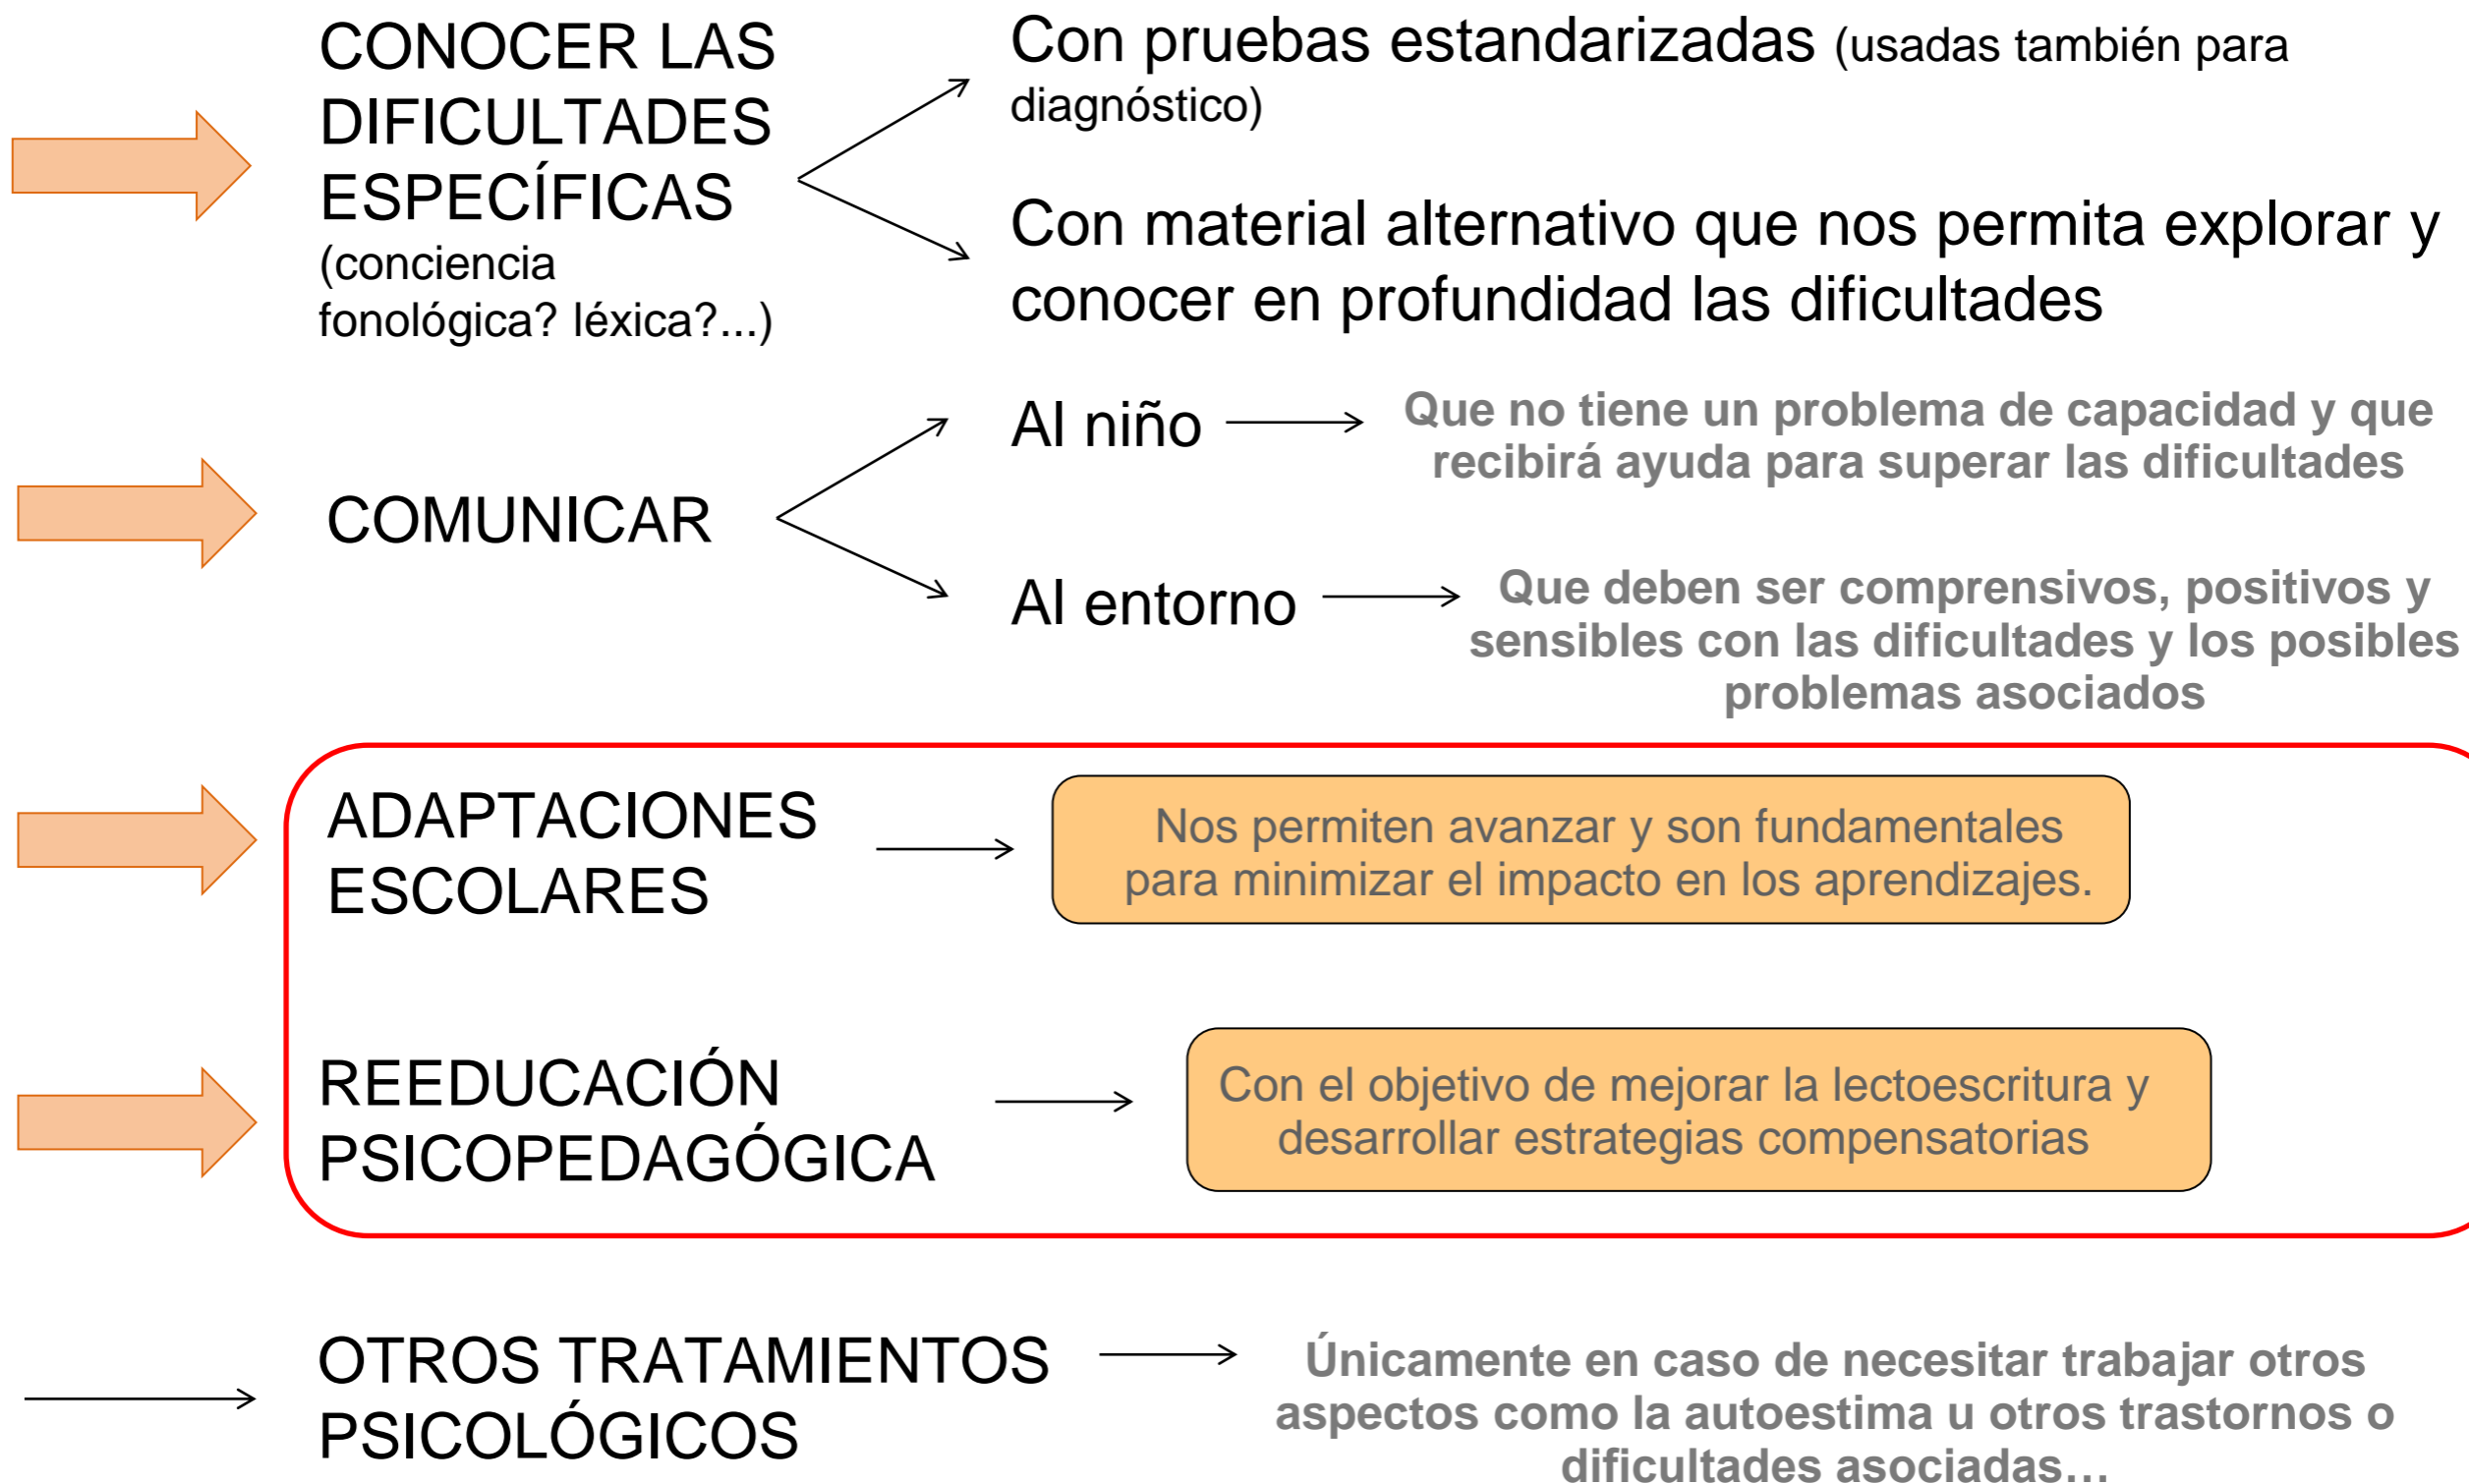 CONOCER LAS
DIFICULTADES
ESPECÍFICAS
(conciencia
fonológica? léxica?...)
Con pruebas estandarizadas (usadas también para
diagnóstico)
Con material alternativo que nos permita explorar y
conocer en profundidad las dificultades
COMUNICAR
Al niño
Que no tiene un problema de capacidad y que
recibirá ayuda para superar las dificultades
Al entorno
Que deben ser comprensivos, positivos y
sensibles con las dificultades y los posibles
problemas asociados
ADAPTACIONES
ESCOLARES
Nos permiten avanzar y son fundamentales
para minimizar el impacto en los aprendizajes.
REEDUCACIÓN
PSICOPEDAGÓGICA
Con el objetivo de mejorar la lectoescritura y
desarrollar estrategias compensatorias
OTROS TRATAMIENTOS
PSICOLÓGICOS
Únicamente en caso de necesitar trabajar otros
aspectos como la autoestima u otros trastornos o
dificultades asociadas…